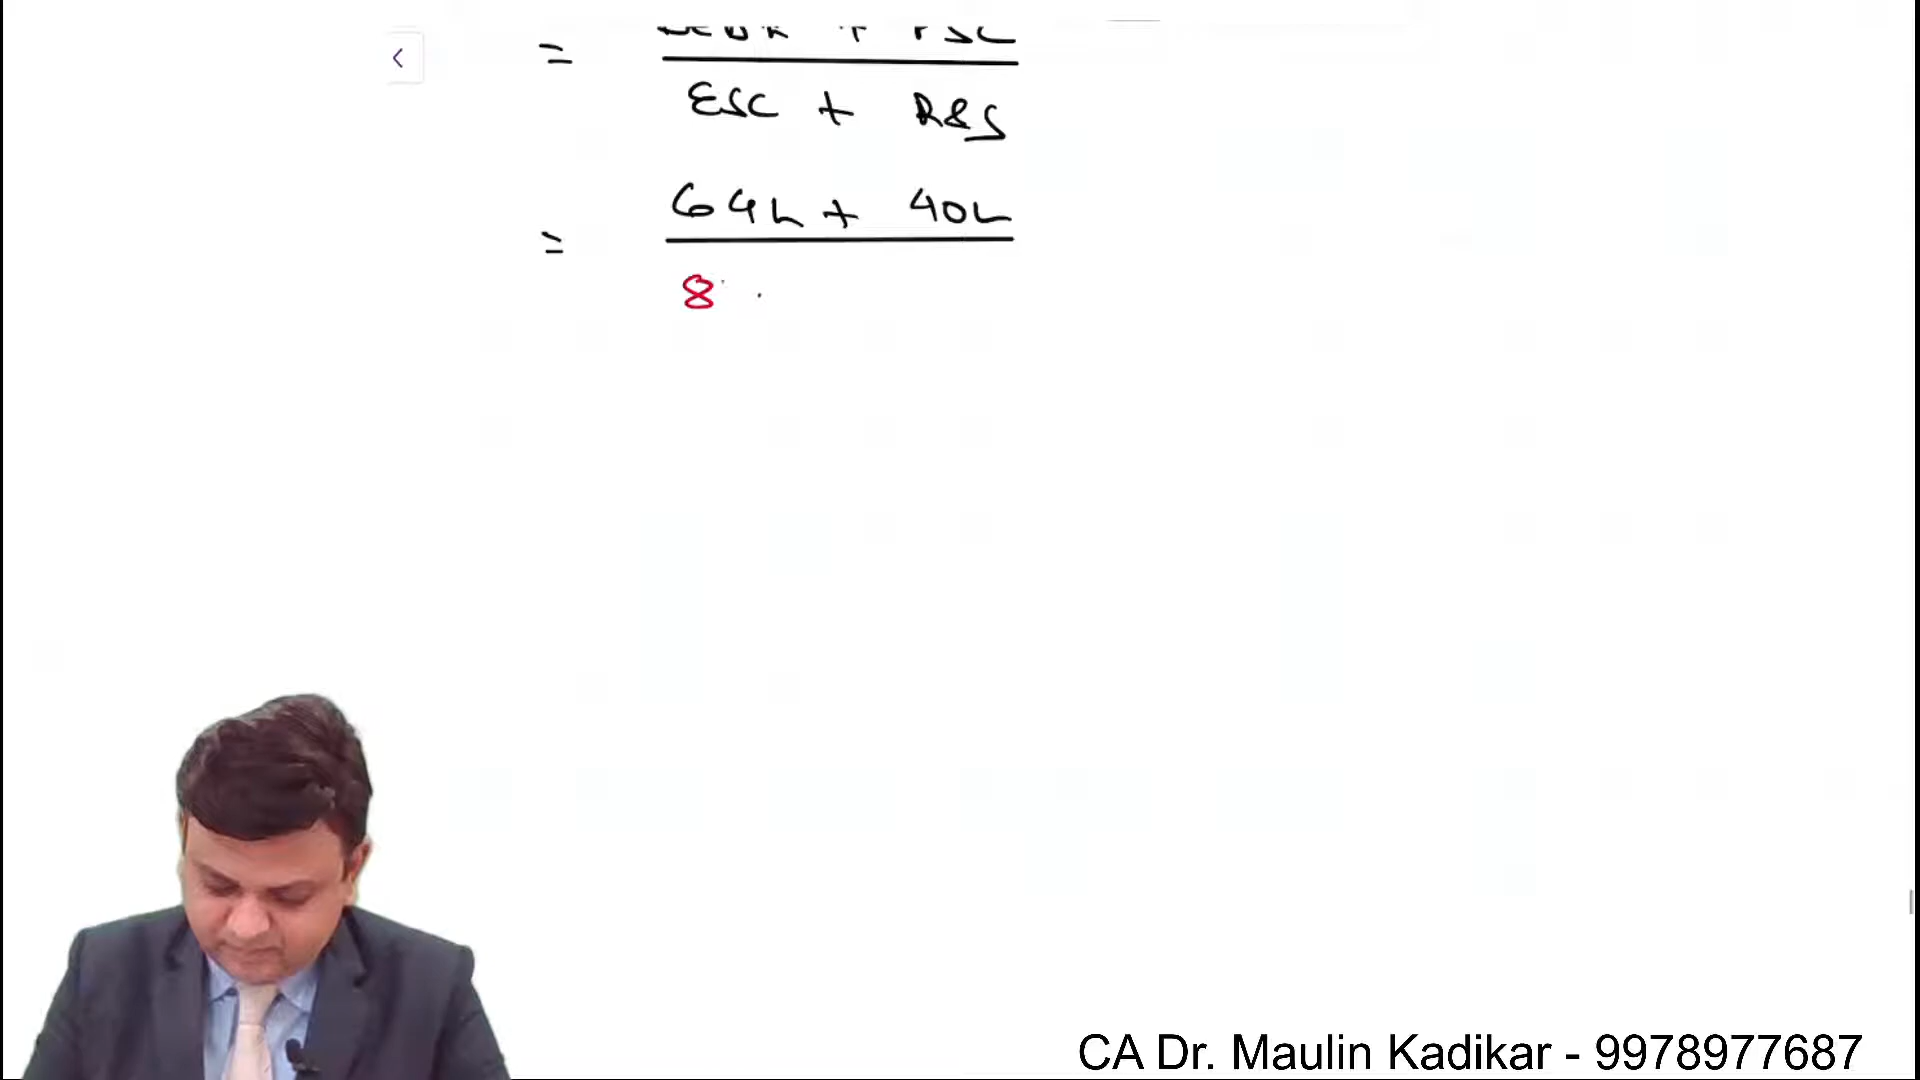 =
ESC + R&S
= 64L + 40L
8
CA Dr. Maulin Kadikar - 9978977687